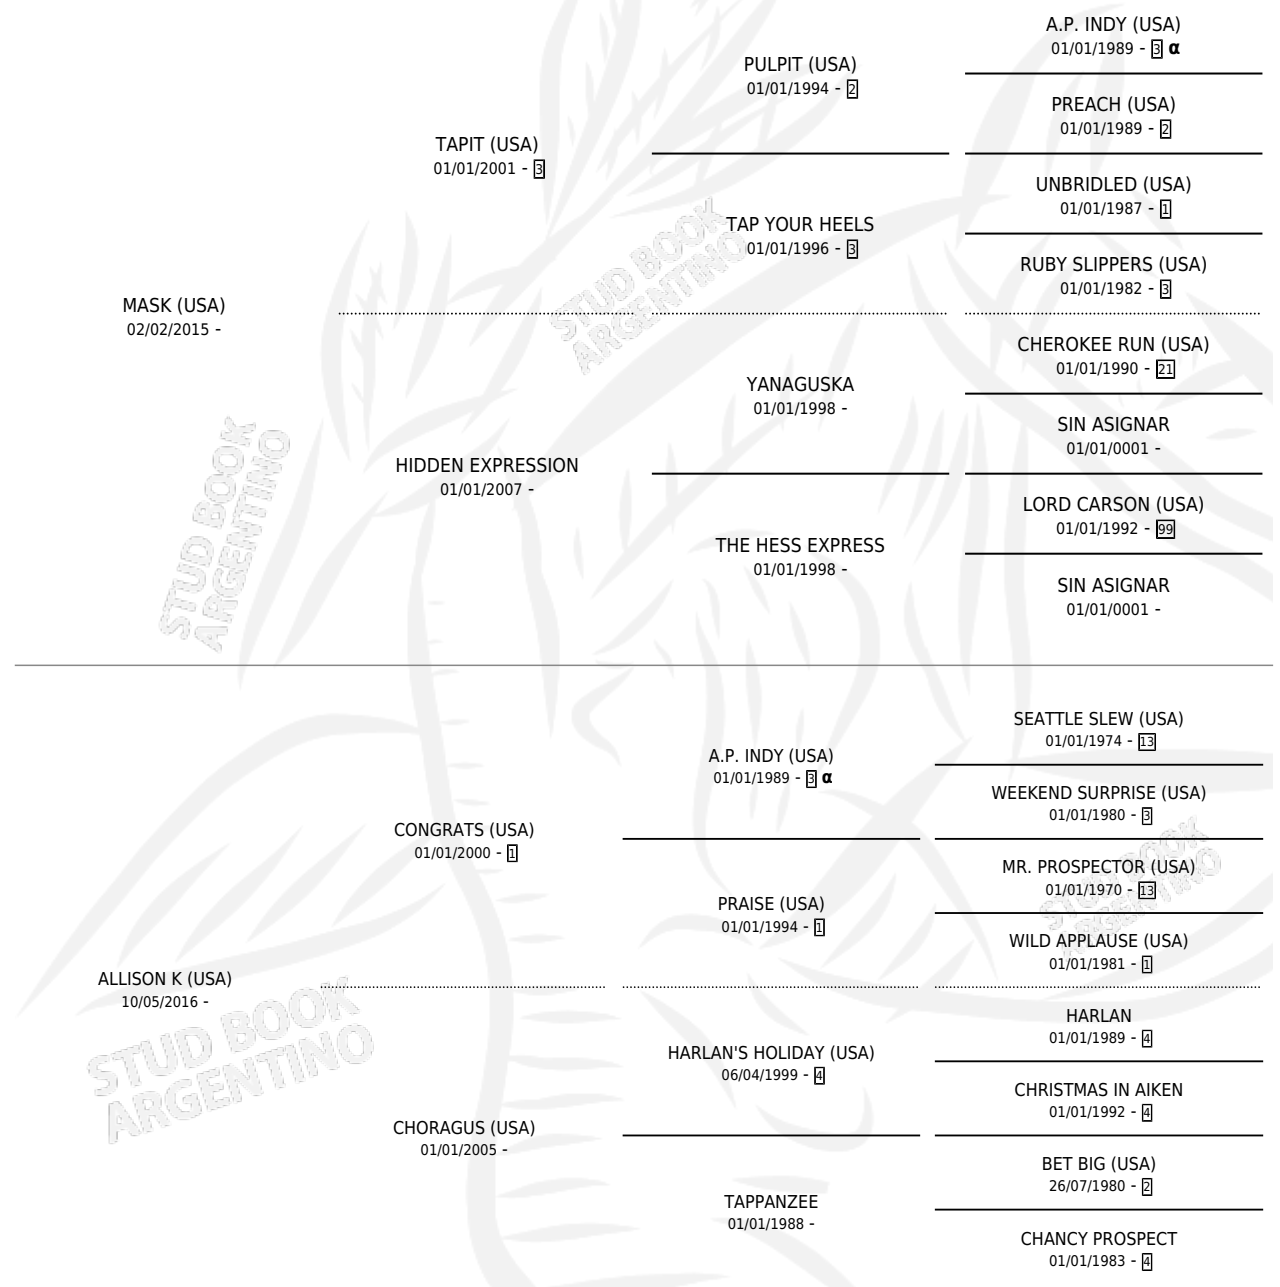 A.P. INDY (USA)
01/01/1989 - 3 α
PULPIT (USA)
01/01/1994 - 2
PREACH (USA)
01/01/1989 - 2
TAPIT (USA)
01/01/2001 - 3
UNBRIDLED (USA)
01/01/1987 - 1
TAP YOUR HEELS
01/01/1996 - 3
RUBY SLIPPERS (USA)
01/01/1982 - 3
MASK (USA)
02/02/2015 -
CHEROKEE RUN (USA)
01/01/1990 - 21
YANAGUSKA
01/01/1998 -
SIN ASIGNAR
01/01/0001 -
HIDDEN EXPRESSION
01/01/2007 -
LORD CARSON (USA)
01/01/1992 - 99
THE HESS EXPRESS
01/01/1998 -
SIN ASIGNAR
01/01/0001 -
SEATTLE SLEW (USA)
01/01/1974 - 13
A.P. INDY (USA)
01/01/1989 - 3 α
WEEKEND SURPRISE (USA)
01/01/1980 - 3
CONGRATS (USA)
01/01/2000 - 1
MR. PROSPECTOR (USA)
01/01/1970 - 13
PRAISE (USA)
01/01/1994 - 1
WILD APPLAUSE (USA)
01/01/1981 - 1
ALLISON K (USA)
10/05/2016 -
HARLAN
01/01/1989 - 4
HARLAN'S HOLIDAY (USA)
06/04/1999 - 4
CHRISTMAS IN AIKEN
01/01/1992 - 4
CHORAGUS (USA)
01/01/2005 -
BET BIG (USA)
26/07/1980 - 2
TAPPANZEE
01/01/1988 -
CHANCY PROSPECT
01/01/1983 - 4
STUD BOOK
ARGENTINO
STUD BOOK
ARGENTINO
STUD BOOK
ARGENTINO
STUD BOOK
ARGENTINO